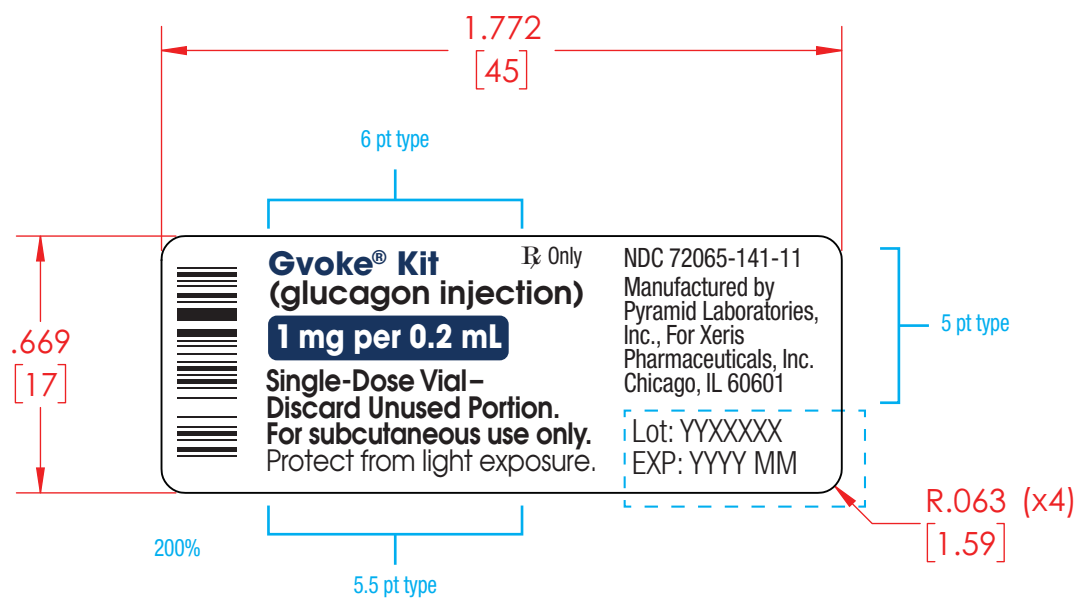 1.772
[45]
6 pt type
Gvoke® Kit
℞ Only
(glucagon injection)
1 mg per 0.2 mL
Single-Dose Vial–
Discard Unused Portion.
For subcutaneous use only.
Protect from light exposure.
NDC 72065-141-11
Manufactured by
Pyramid Laboratories,
Inc., For Xeris
Pharmaceuticals, Inc.
Chicago, IL 60601
Lot: YYXXXXX
EXP: YYYY MM
.669
[17]
5 pt type
R.063 (x4)
[1.59]
200%
5.5 pt type